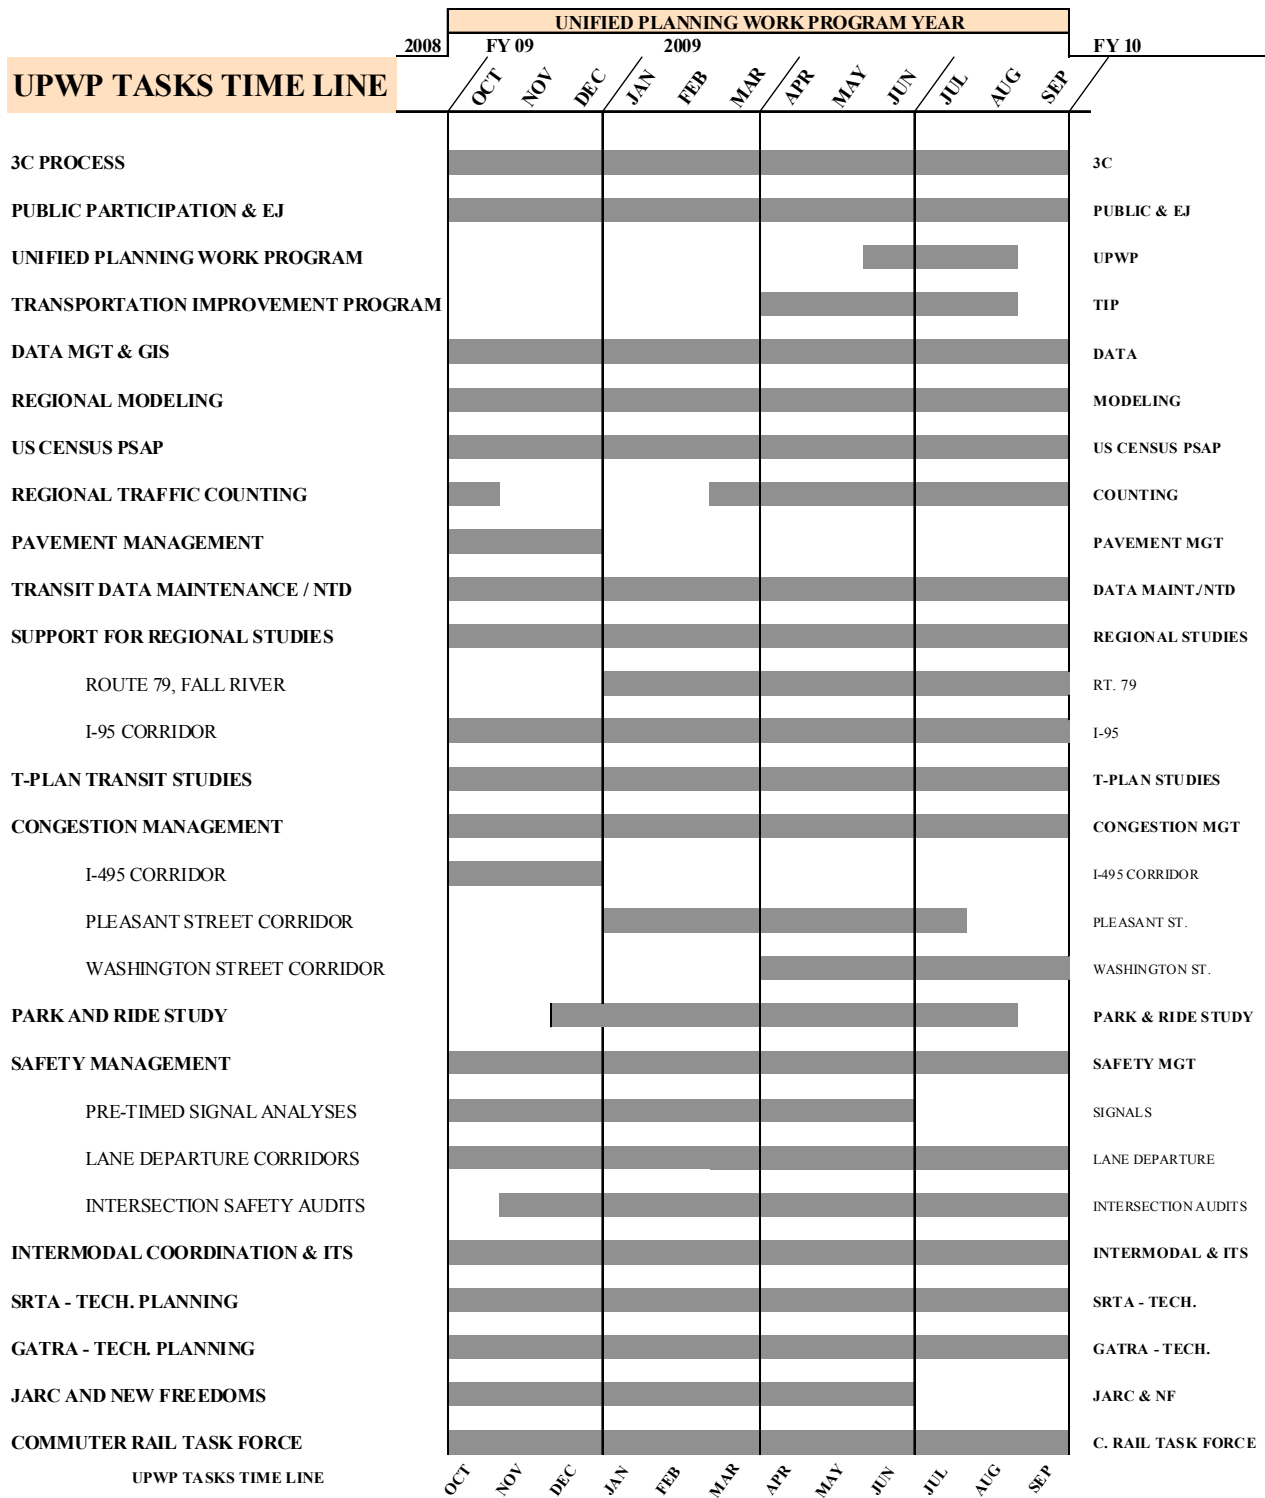 UNIFIED PLANNING WORK PROGRAM YEAR
2008 FY 09 2009 FY 10
UPWP TASKS TIME LINE
OCT NOV DEC JAN FEB MAR APR MAY JUN JUL AUG SEP
3C PROCESS 3C
PUBLIC PARTICIPATION & EJ PUBLIC & EJ
UNIFIED PLANNING WORK PROGRAM UPWP
TRANSPORTATION IMPROVEMENT PROGRAM TIP
DATA MGT & GIS DATA
REGIONAL MODELING MODELING
US CENSUS PSAP US CENSUS PSAP
REGIONAL TRAFFIC COUNTING COUNTING
PAVEMENT MANAGEMENT PAVEMENT MGT
TRANSIT DATA MAINTENANCE / NTD DATA MAINT./NTD
SUPPORT FOR REGIONAL STUDIES REGIONAL STUDIES
ROUTE 79, FALL RIVER RT. 79
I-95 CORRIDOR I-95
T-PLAN TRANSIT STUDIES T-PLAN STUDIES
CONGESTION MANAGEMENT CONGESTION MGT
I-495 CORRIDOR I-495 CORRIDOR
PLEASANT STREET CORRIDOR PLEASANT ST.
WASHINGTON STREET CORRIDOR WASHINGTON ST.
PARK AND RIDE STUDY PARK & RIDE STUDY
SAFETY MANAGEMENT SAFETY MGT
PRE-TIMED SIGNAL ANALYSES SIGNALS
LANE DEPARTURE CORRIDORS LANE DEPARTURE
INTERSECTION SAFETY AUDITS INTERSECTION AUDITS
INTERMODAL COORDINATION & ITS INTERMODAL & ITS
SRTA - TECH. PLANNING SRTA - TECH.
GATRA - TECH. PLANNING GATRA - TECH.
JARC AND NEW FREEDOMS JARC & NF
COMMUTER RAIL TASK FORCE C. RAIL TASK FORCE
UPWP TASKS TIME LINE OCT NOV DEC JAN FEB MAR APR MAY JUN JUL AUG SEP